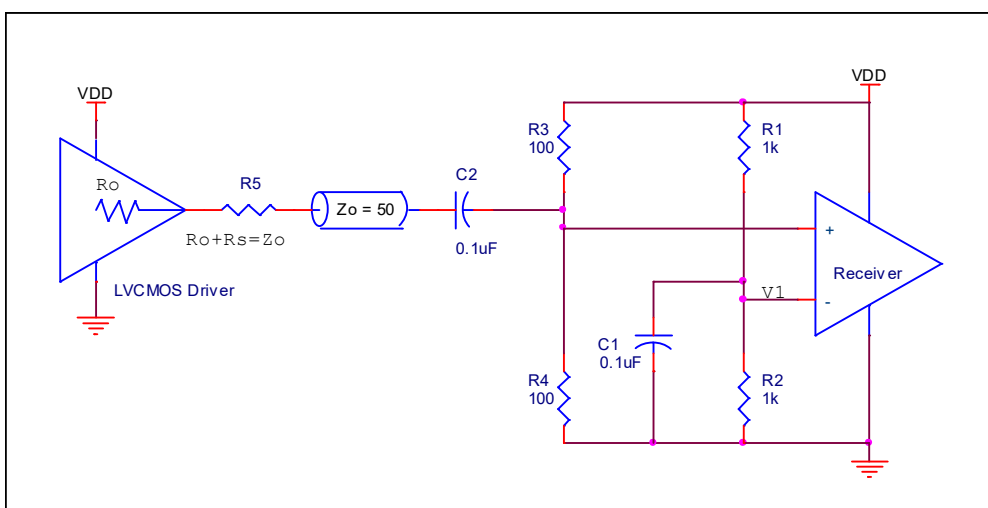 VDD
Ro
R5
Ro+Rs=Zo
LVCMOS Driver
Zo = 50
C2
0.1uF
R3
100
R4
100
VDD
R1
1k
C1
0.1uF
V1
R2
1k
+
-
Receiver